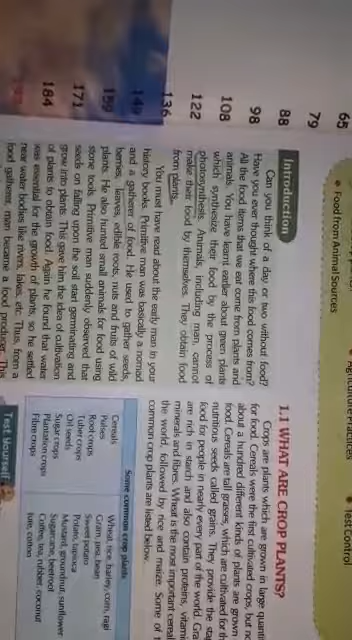 65
79
88
98
108
122
136
149
159
171
184
Food from Animal Sources
Agriculture Practices
Test Control
Introduction
Can you think of a day or two without food?
Have you ever thought where this food comes from?
All the food items that we eat come from plants and
animals. You have learnt earlier about green plants
which synthesize their food by the process of
photosynthesis. Animals, including man, cannot
make their food by themselves. They obtain food
from plants.
You must have read about the early man in your
history books. Primitive man was basically a nomad
and a gatherer of food. He used to gather seeds,
berries, leaves, edible roots, nuts and fruits of wild
plants. He also hunted small animals for food using
stone tools. Primitive man suddenly observed that
seeds on falling upon the soil start germinating and
grow into plants. This gave him the idea of cultivation
of plants to obtain food. Again he found that water
was essential for the growth of plants, so he settled
near water bodies like rivers, lakes, etc. Thus, from a
food gatherer, man became a food producer. This
1.1 WHAT ARE CROP PLANTS?
Crops are plants which are grown in large
for food. Cereals were the first cultivated crops, but
about a hundred different kinds of plants are grown
food. Cereals are tall grasses, which are cultivated for
nutritious seeds called grains. They provide the
food for people in nearly every part of the world.
are rich in starch and also contain proteins,
minerals and fibres. Wheat is the most important
the world, followed by rice and maize. Some of
common crop plants are listed below.
Some common crop plants
Cereals Wheat, rice, barley, corn, ragi
Pulses Gram, pea, bean
Root crops Sweet potato
Tuber crops Potato, tapioca
Oil seeds Mustard, groundnut, sunflower
Sugar crops Sugarcane, beetroot
Plantation crops Coffee, tea, rubber, coconut
Fibre crops Jute, cotton
Test Yourself